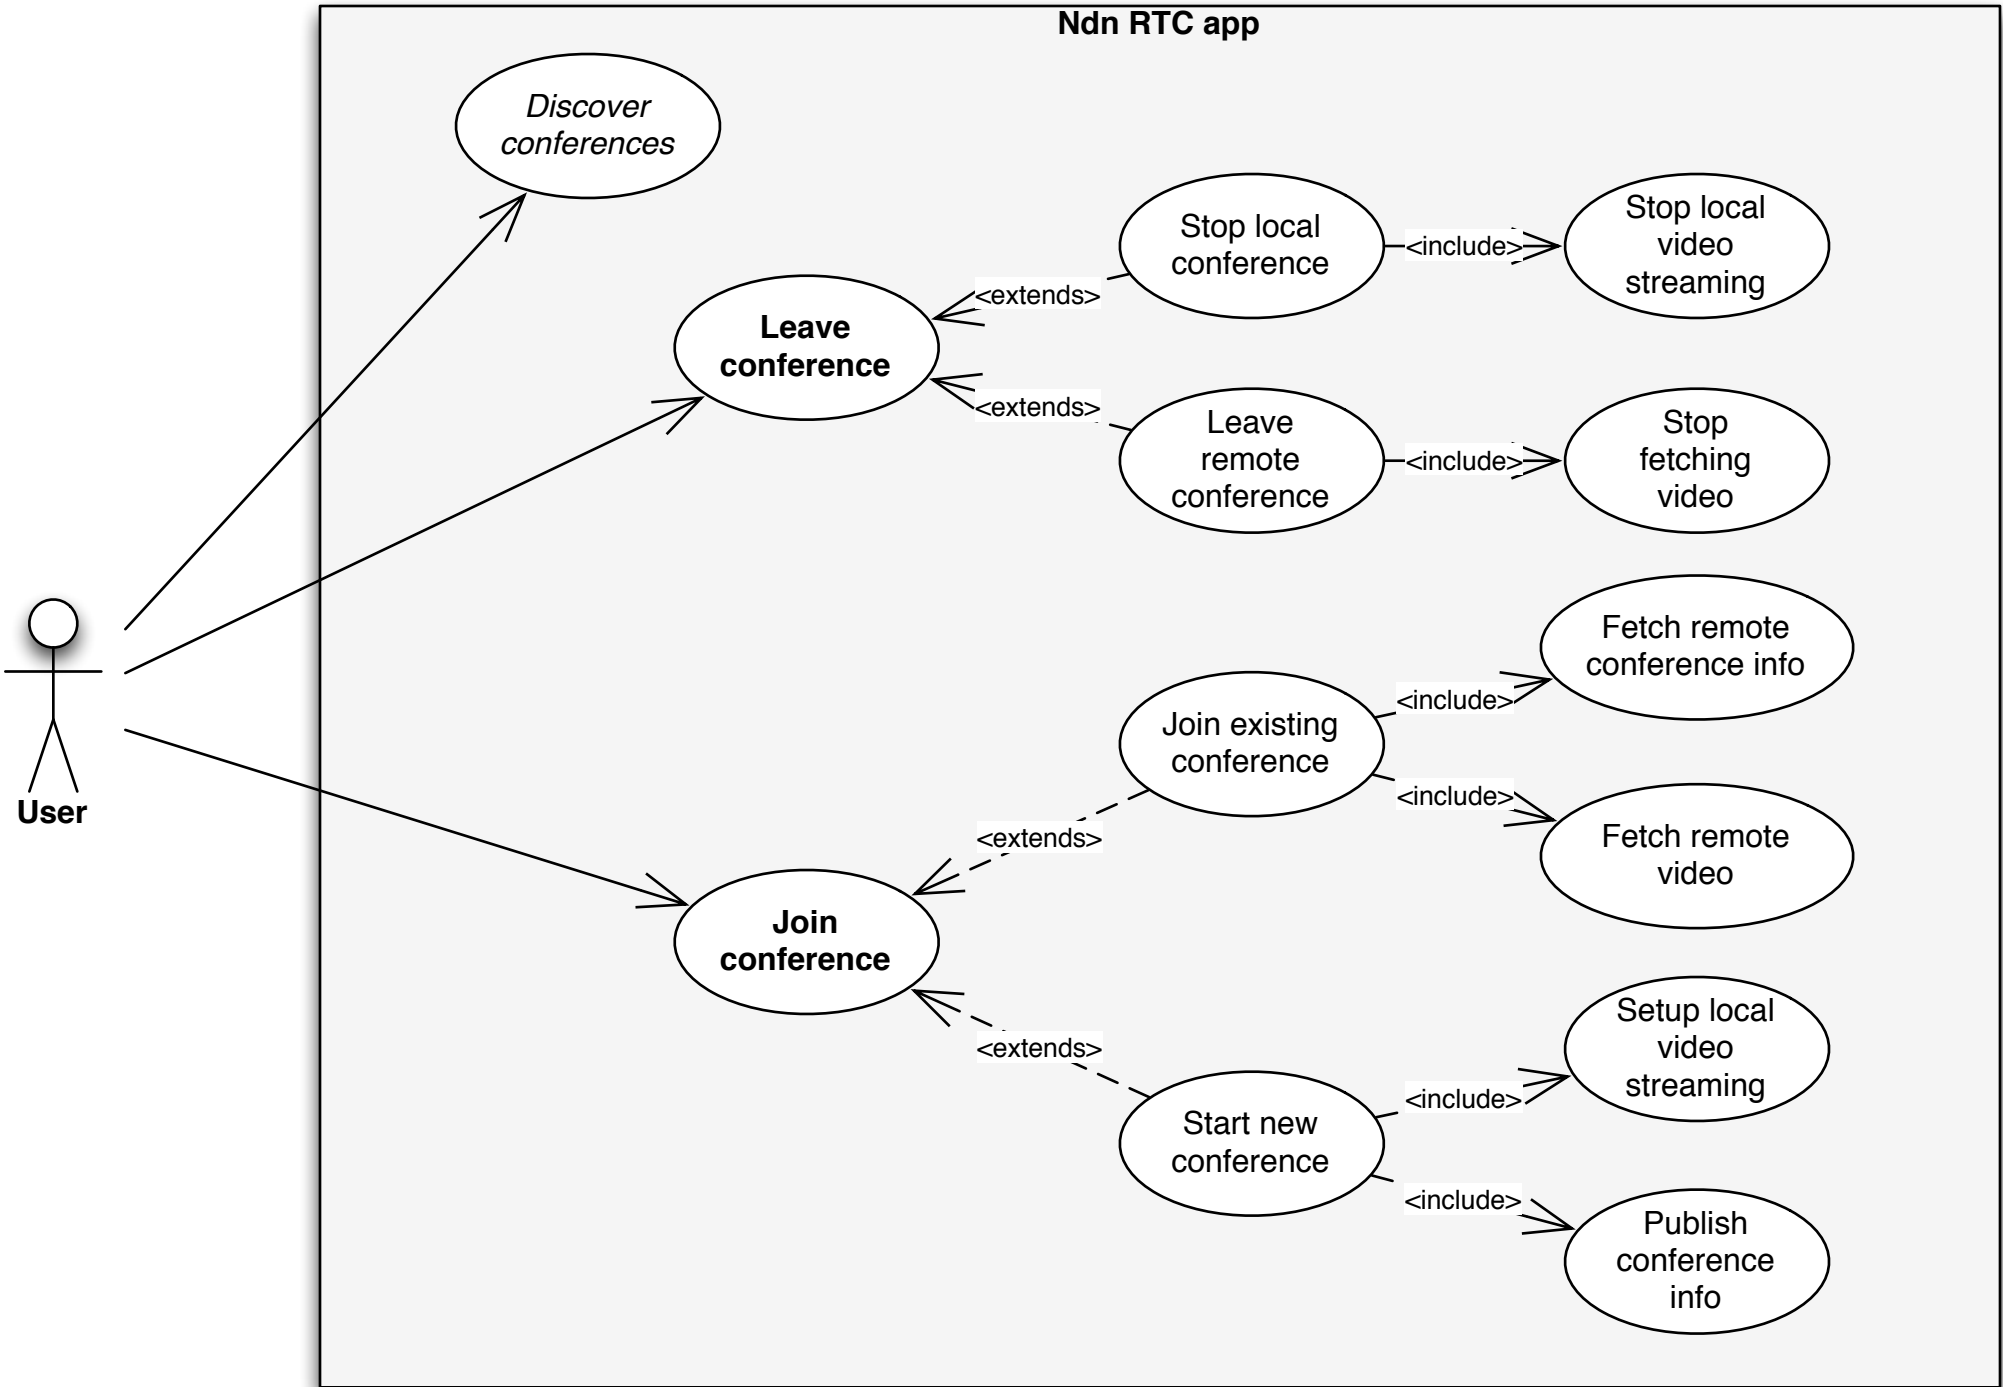 Ndn RTC app
Discover
conferences
Stop local
conference
<include>
Stop local
video
streaming
<extends>
Leave
conference
<extends>
Leave
remote
conference
<include>
Stop
fetching
video
User
Fetch remote
conference info
<include>
Join existing
conference
<include>
Fetch remote
video
<extends>
Join
conference
<extends>
Setup local
video
streaming
<include>
Start new
conference
<include>
Publish
conference
info